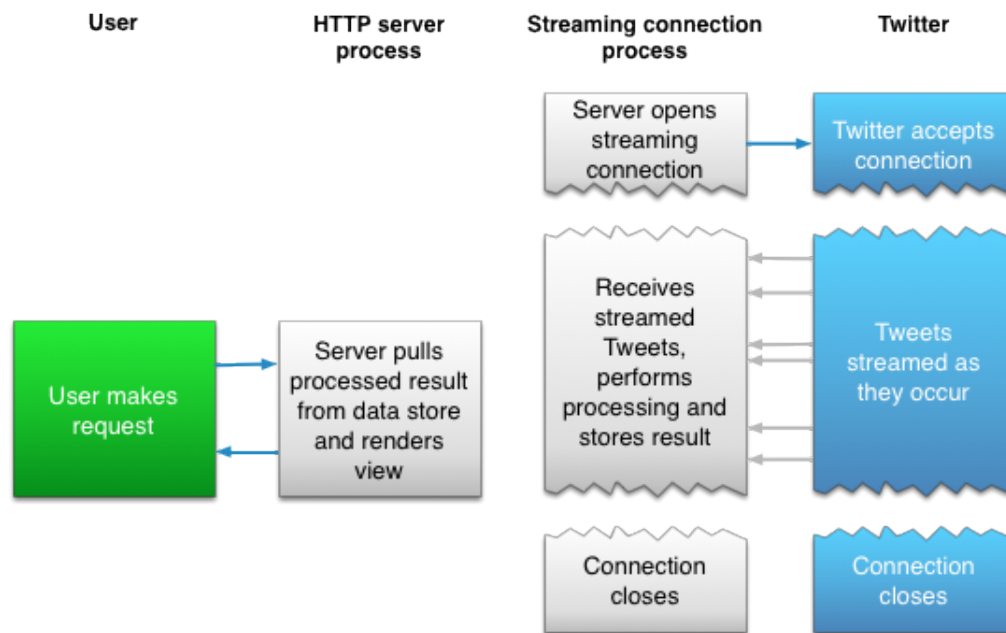 User
HTTP server
process
Streaming connection
process
Twitter
Server opens
streaming
connection
Twitter accepts
connection
User makes
request
Server pulls
processed result
from data store
and renders
view
Receives
streamed
Tweets,
performs
processing and
stores result
Tweets
streamed as
they occur
Connection
closes
Connection
closes